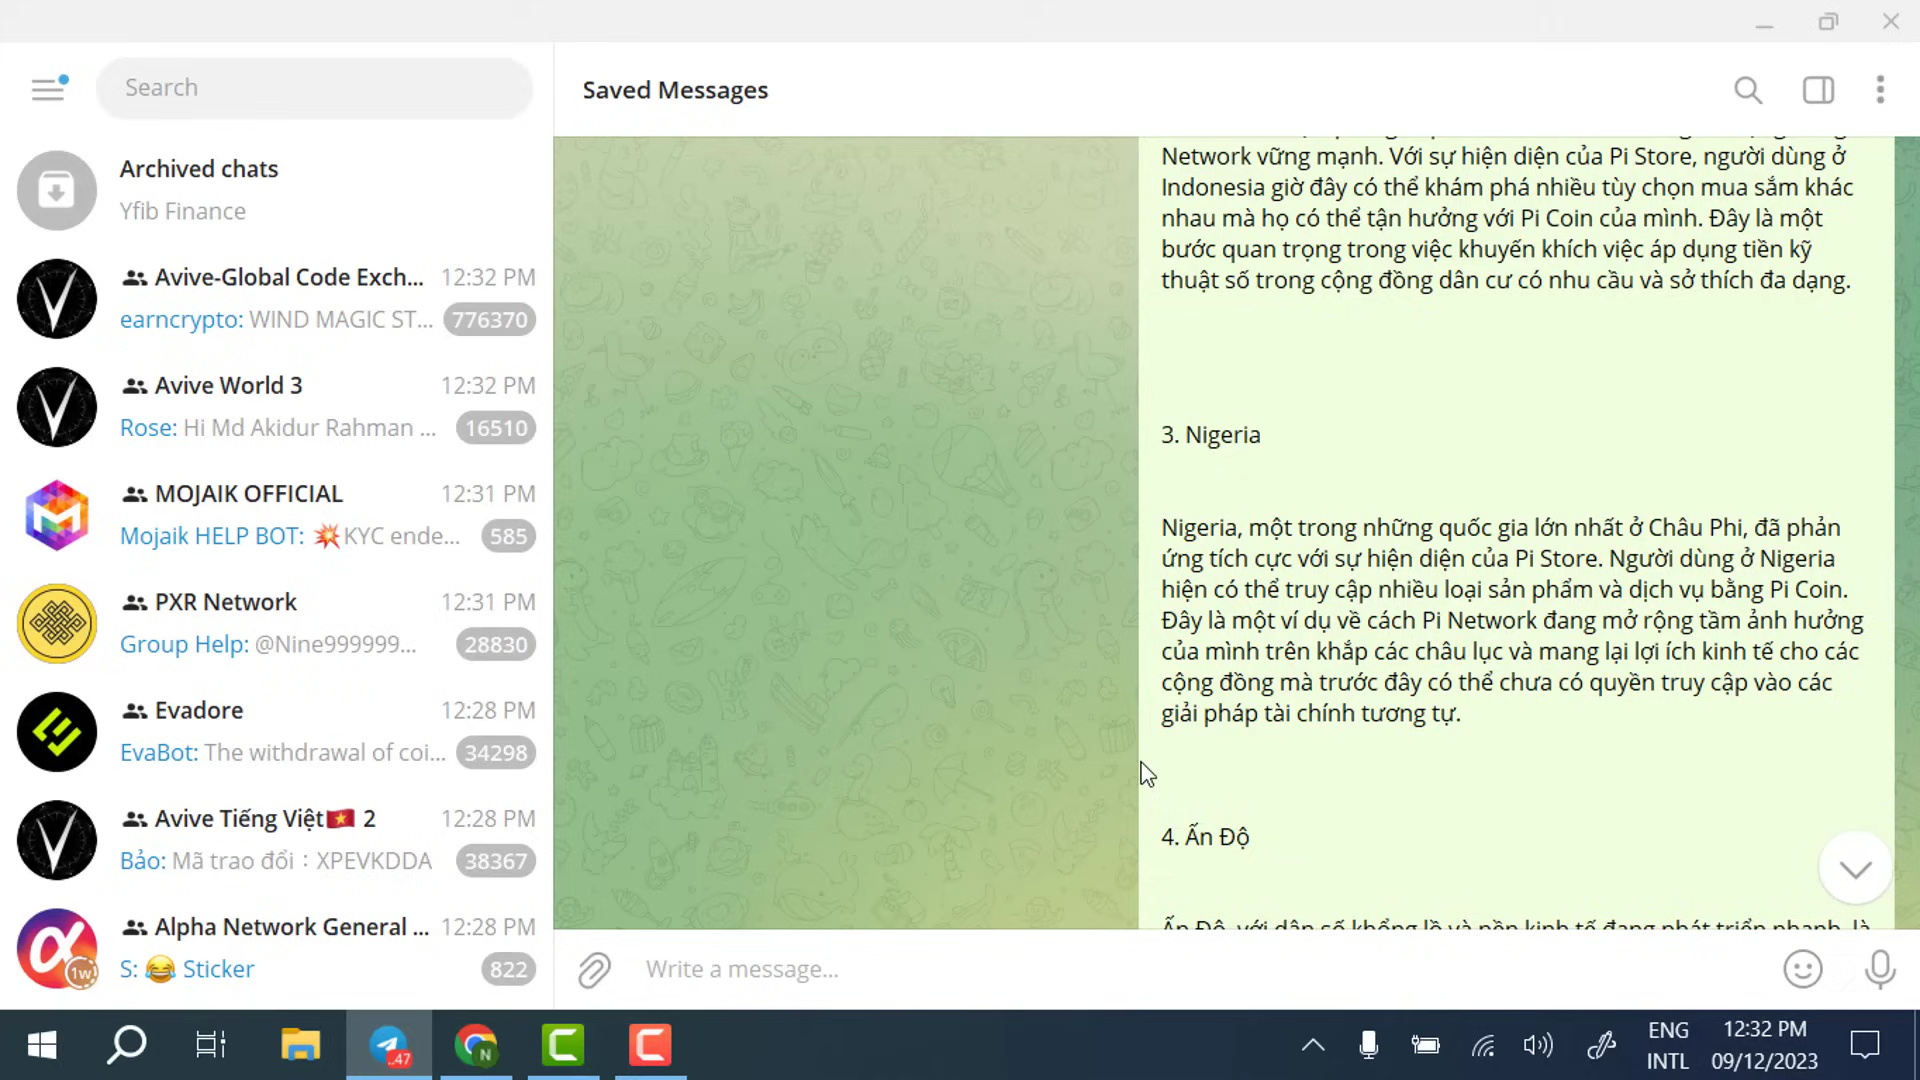 Search
Saved Messages
Archived chats
Yfib Finance
Avive-Global Code Exch... 12:32 PM
earncrypto: WIND MAGIC ST... 776370
Avive World 3 12:32 PM
Rose: Hi Md Akidur Rahman ... 16510
MOJAIK OFFICIAL 12:31 PM
Mojaik HELP BOT: 💥KYC ende... 585
PXR Network 12:31 PM
Group Help: @Nine999999... 28830
Evadore 12:28 PM
EvaBot: The withdrawal of coi... 34298
Avive Tiếng Việt🇻🇳 2 12:28 PM
Bảo: Mã trao đổi：XPEVKDDA 38367
Alpha Network General ... 12:28 PM
S: 😂 Sticker 822
1w
Network vững mạnh. Với sự hiện diện của Pi Store, người dùng ở
Indonesia giờ đây có thể khám phá nhiều tùy chọn mua sắm khác
nhau mà họ có thể tận hưởng với Pi Coin của mình. Đây là một
bước quan trọng trong việc khuyến khích việc áp dụng tiền kỹ
thuật số trong cộng đồng dân cư có nhu cầu và sở thích đa dạng.
3. Nigeria
Nigeria, một trong những quốc gia lớn nhất ở Châu Phi, đã phản
ứng tích cực với sự hiện diện của Pi Store. Người dùng ở Nigeria
hiện có thể truy cập nhiều loại sản phẩm và dịch vụ bằng Pi Coin.
Đây là một ví dụ về cách Pi Network đang mở rộng tầm ảnh hưởng
của mình trên khắp các châu lục và mang lại lợi ích kinh tế cho các
cộng đồng mà trước đây có thể chưa có quyền truy cập vào các
giải pháp tài chính tương tự.
4. Ấn Độ
Ấn Độ, với dân số khổng lồ và nền kinh tế đang phát triển nhanh, là
Write a message...
..47
N
ENG
INTL
12:32 PM
09/12/2023